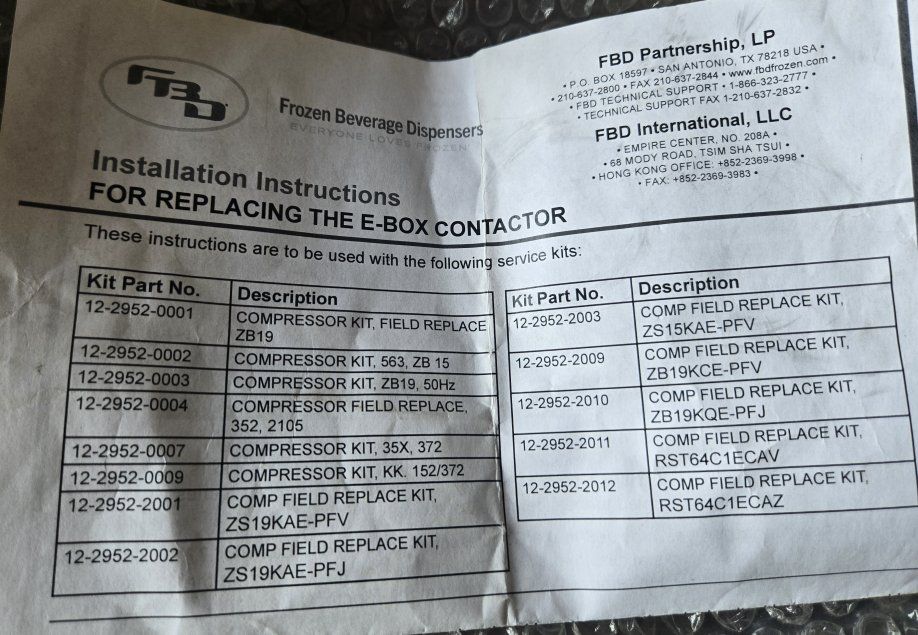 FBD
Frozen Beverage Dispensers
EVERYONE LOVES FROZEN
FBD Partnership, LP
• P.O. BOX 18597 • SAN ANTONIO, TX 78218 USA •
• 210-637-2800 • FAX 210-637-2844 • www.fbdfrozen.com •
• FBD TECHNICAL SUPPORT • 1-866-323-2777 •
• TECHNICAL SUPPORT FAX 1-210-637-2832 •
FBD International, LLC
• EMPIRE CENTER, NO. 208A •
• 68 MODY ROAD, TSIM SHA TSUI •
• HONG KONG OFFICE: +852-2369-3998 •
• FAX: +852-2369-3983 •
Installation Instructions
FOR REPLACING THE E-BOX CONTACTOR
These instructions are to be used with the following service kits:
Kit Part No. Description
12-2952-0001 COMPRESSOR KIT, FIELD REPLACE
ZB19
12-2952-0002 COMPRESSOR KIT, 563, ZB 15
12-2952-0003 COMPRESSOR KIT, ZB19, 50Hz
12-2952-0004 COMPRESSOR FIELD REPLACE,
352, 2105
12-2952-0007 COMPRESSOR KIT, 35X, 372
12-2952-0009 COMPRESSOR KIT, KK. 152/372
12-2952-2001 COMP FIELD REPLACE KIT,
ZS19KAE-PFV
12-2952-2002 COMP FIELD REPLACE KIT,
ZS19KAE-PFJ
Kit Part No. Description
12-2952-2003 COMP FIELD REPLACE KIT,
ZS15KAE-PFV
12-2952-2009 COMP FIELD REPLACE KIT,
ZB19KCE-PFV
12-2952-2010 COMP FIELD REPLACE KIT,
ZB19KQE-PFJ
12-2952-2011 COMP FIELD REPLACE KIT,
RST64C1ECAV
12-2952-2012 COMP FIELD REPLACE KIT,
RST64C1ECAZ